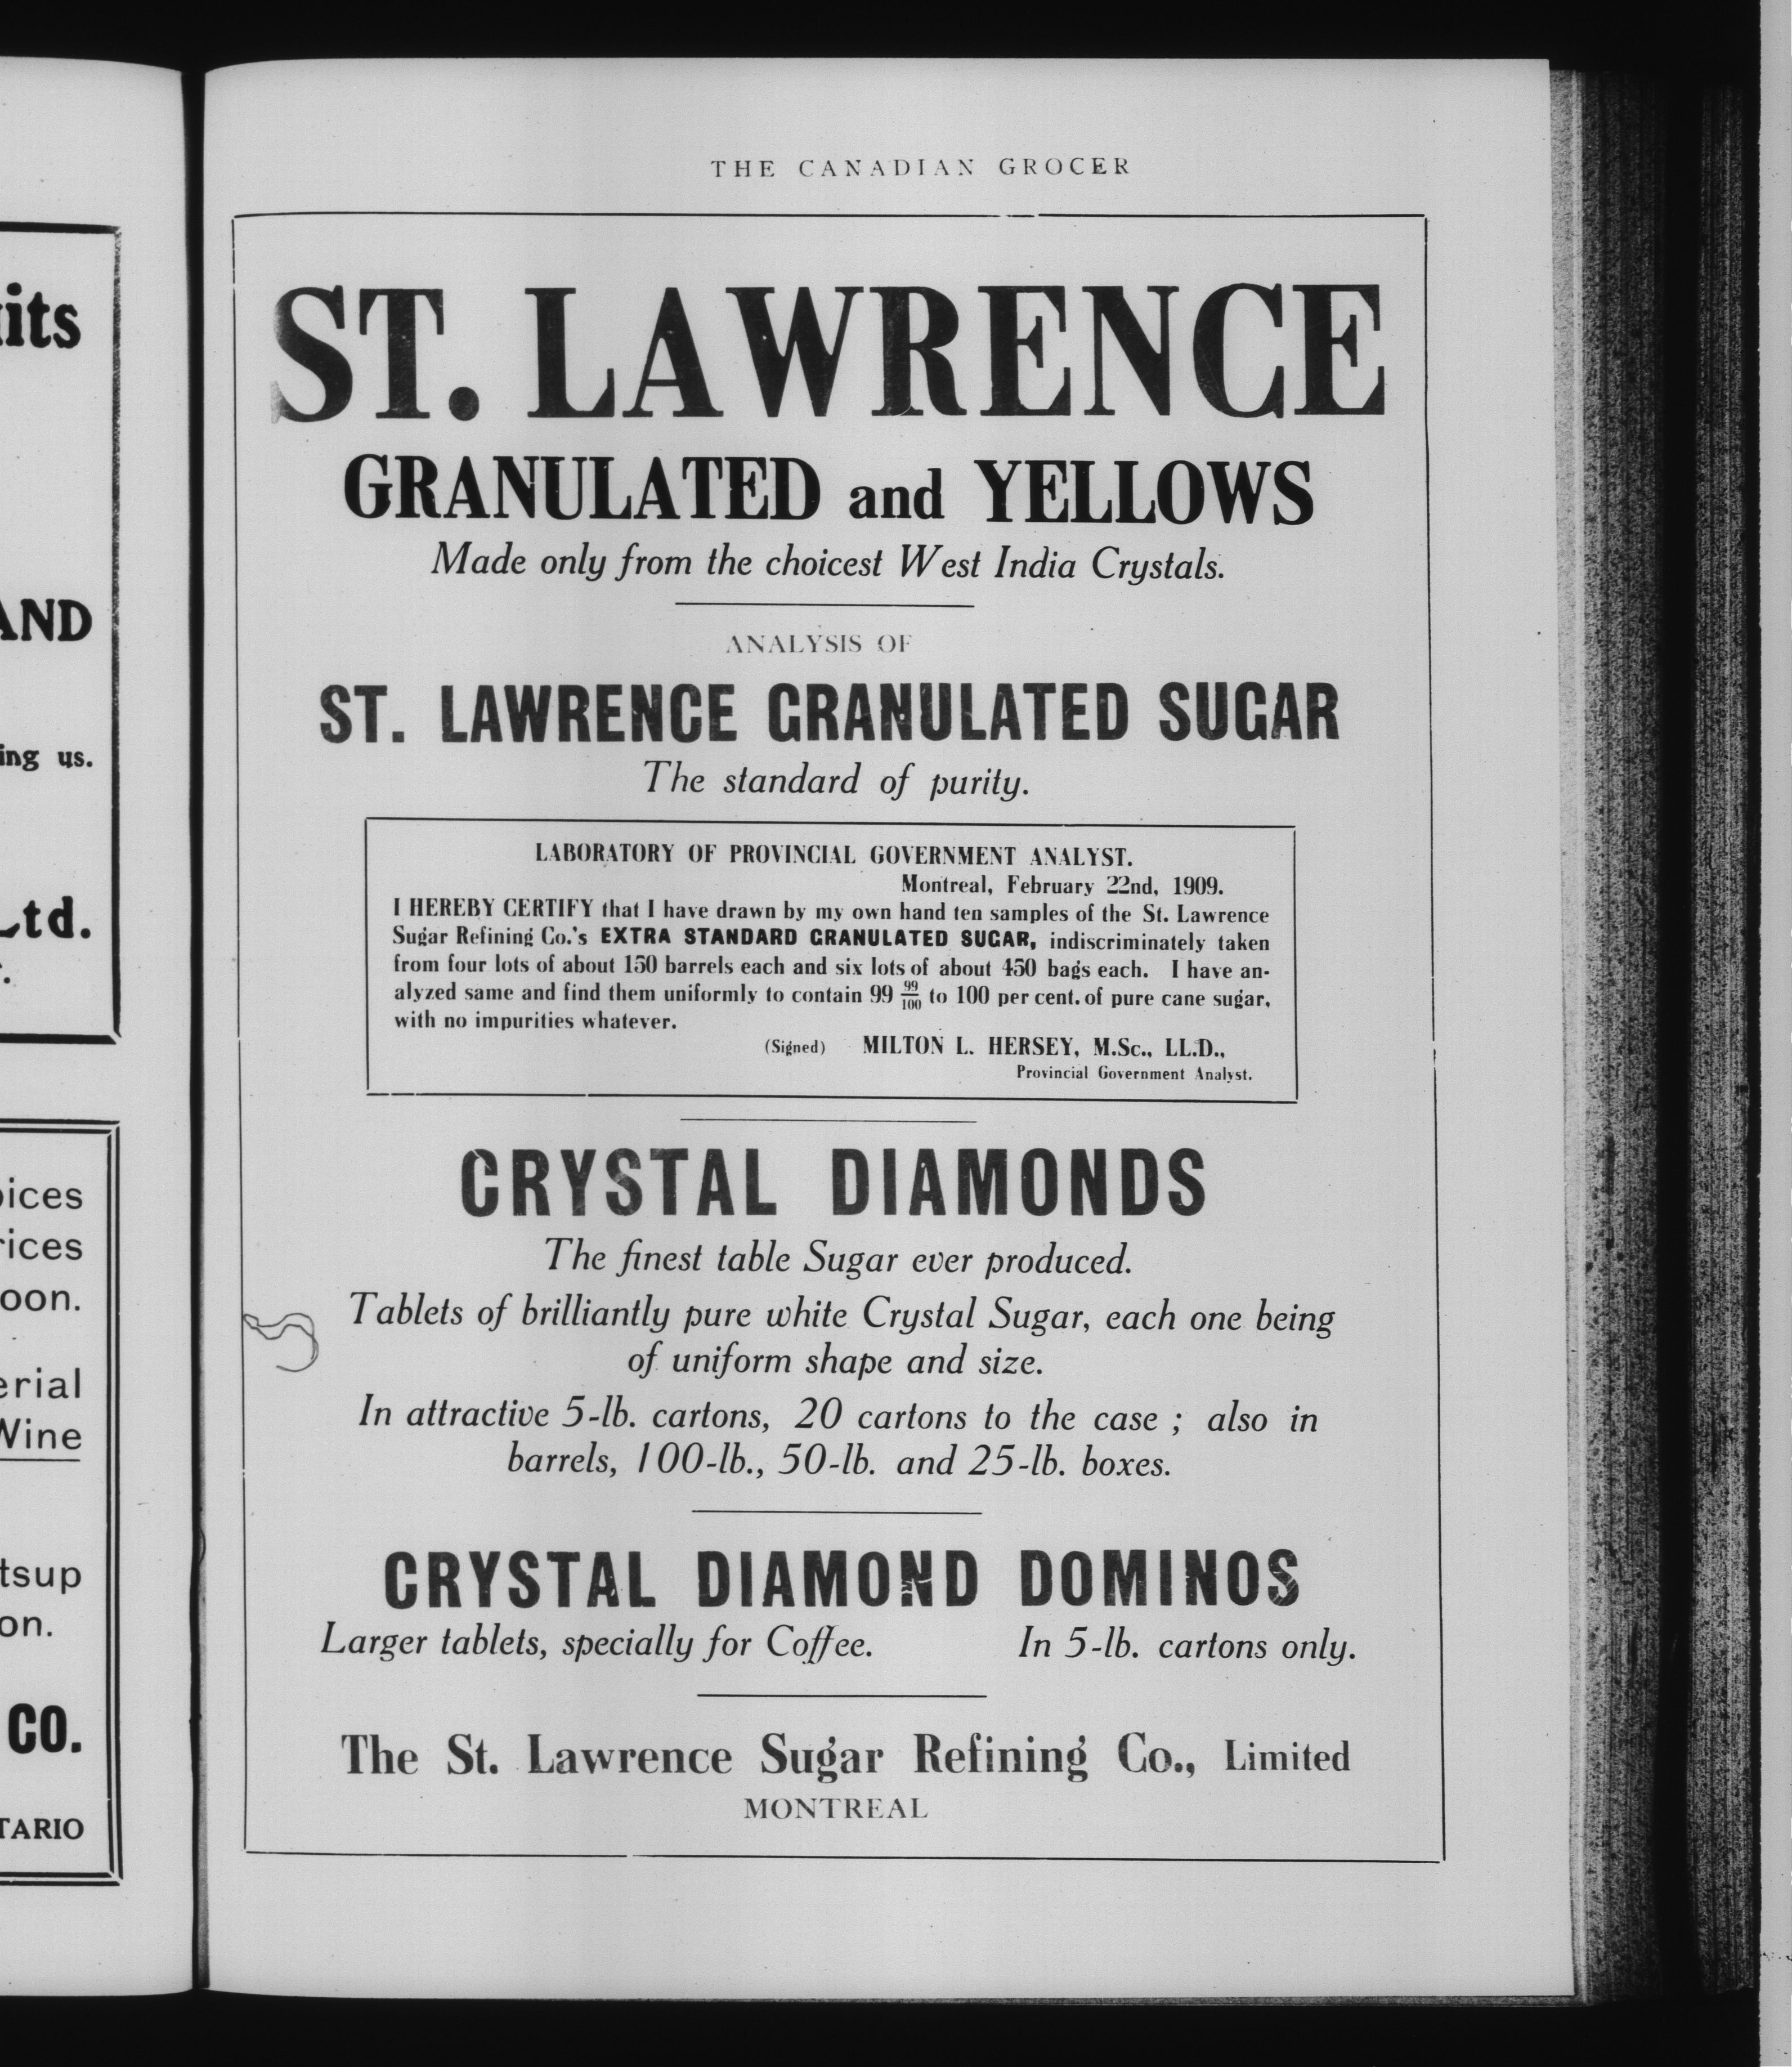 its
AND
ing us.
Ltd.
ices
rices
oon.
erial
Wine
tsup
on.
CO.
TARIO
THE CANADIAN GROCER
ST. LAWRENCE
GRANULATED and YELLOWS
Made only from the choicest West India Crystals.
ANALYSIS OF
ST. LAWRENCE GRANULATED SUGAR
The standard of purity.
LABORATORY OF PROVINCIAL GOVERNMENT ANALYST.
Montreal, February 22nd, 1909.
I HEREBY CERTIFY that I have drawn by my own hand ten samples of the St. Lawrence
Sugar Refining Co.'s EXTRA STANDARD GRANULATED SUGAR, indiscriminately taken
from four lots of about 150 barrels each and six lots of about 450 bags each. I have an-
alyzed same and find them uniformly to contain 99 99/100 to 100 per cent. of pure cane sugar,
with no impurities whatever.
(Signed) MILTON L. HERSEY, M.Sc., LL.D.,
Provincial Government Analyst.
CRYSTAL DIAMONDS
The finest table Sugar ever produced.
Tablets of brilliantly pure white Crystal Sugar, each one being
of uniform shape and size.
In attractive 5-lb. cartons, 20 cartons to the case ; also in
barrels, 100-lb., 50-lb. and 25-lb. boxes.
CRYSTAL DIAMOND DOMINOS
Larger tablets, specially for Coffee. In 5-lb. cartons only.
The St. Lawrence Sugar Refining Co., Limited
MONTREAL